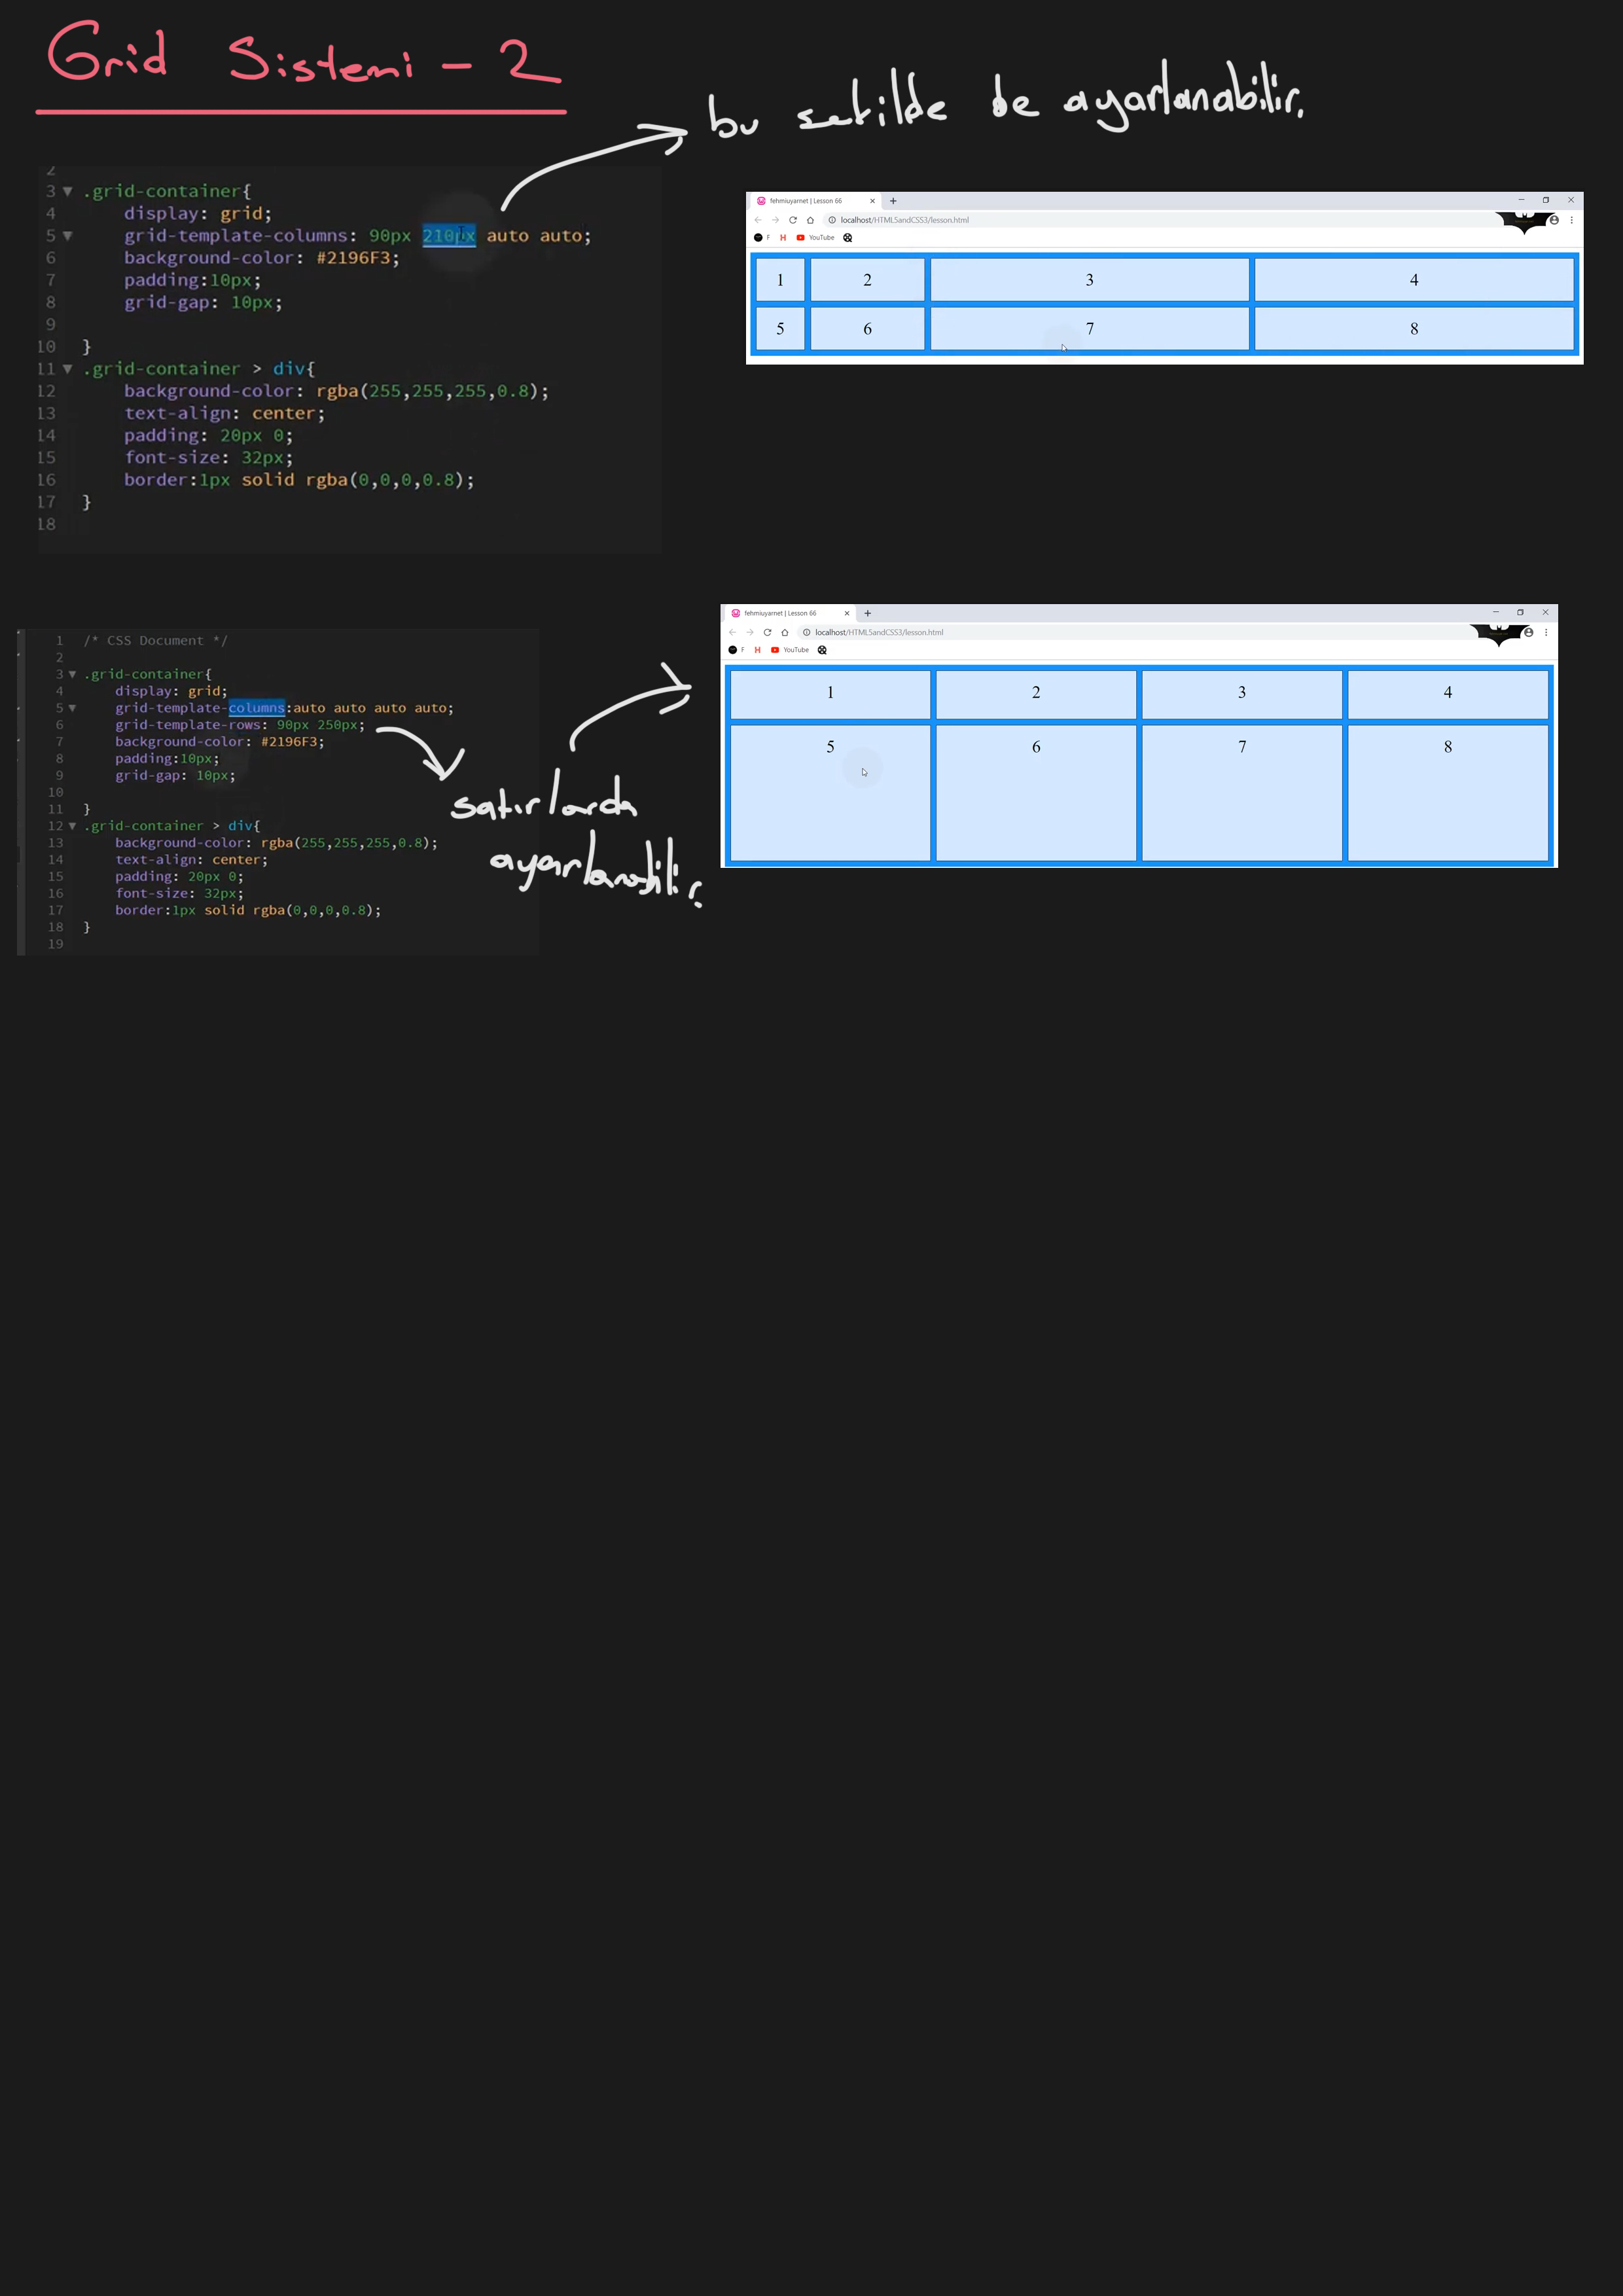 Grid Sistemi - 2
bu sekilde de ayarlanabilir.
2
3 .grid-container{
4 display: grid;
5 grid-template-columns: 90px 210px auto auto;
6 background-color: #2196F3;
7 padding:10px;
8 grid-gap: 10px;
9
10 }
11 .grid-container > div{
12 background-color: rgba(255,255,255,0.8);
13 text-align: center;
14 padding: 20px 0;
15 font-size: 32px;
16 border:1px solid rgba(0,0,0,0.8);
17 }
18
fehmiuyarnet | Lesson 66
localhost/HTML5andCSS3/lesson.html
F H YouTube
1 2 3 4
5 6 7 8
1 /* CSS Document */
2
3 .grid-container{
4 display: grid;
5 grid-template-columns:auto auto auto auto;
6 grid-template-rows: 90px 250px;
7 background-color: #2196F3;
8 padding:10px;
9 grid-gap: 10px;
10
11 }
12 .grid-container > div{
13 background-color: rgba(255,255,255,0.8);
14 text-align: center;
15 padding: 20px 0;
16 font-size: 32px;
17 border:1px solid rgba(0,0,0,0.8);
18 }
19
satırlarda
ayarlanabilir.
fehmiuyarnet | Lesson 66
localhost/HTML5andCSS3/lesson.html
F H YouTube
1 2 3 4
5 6 7 8